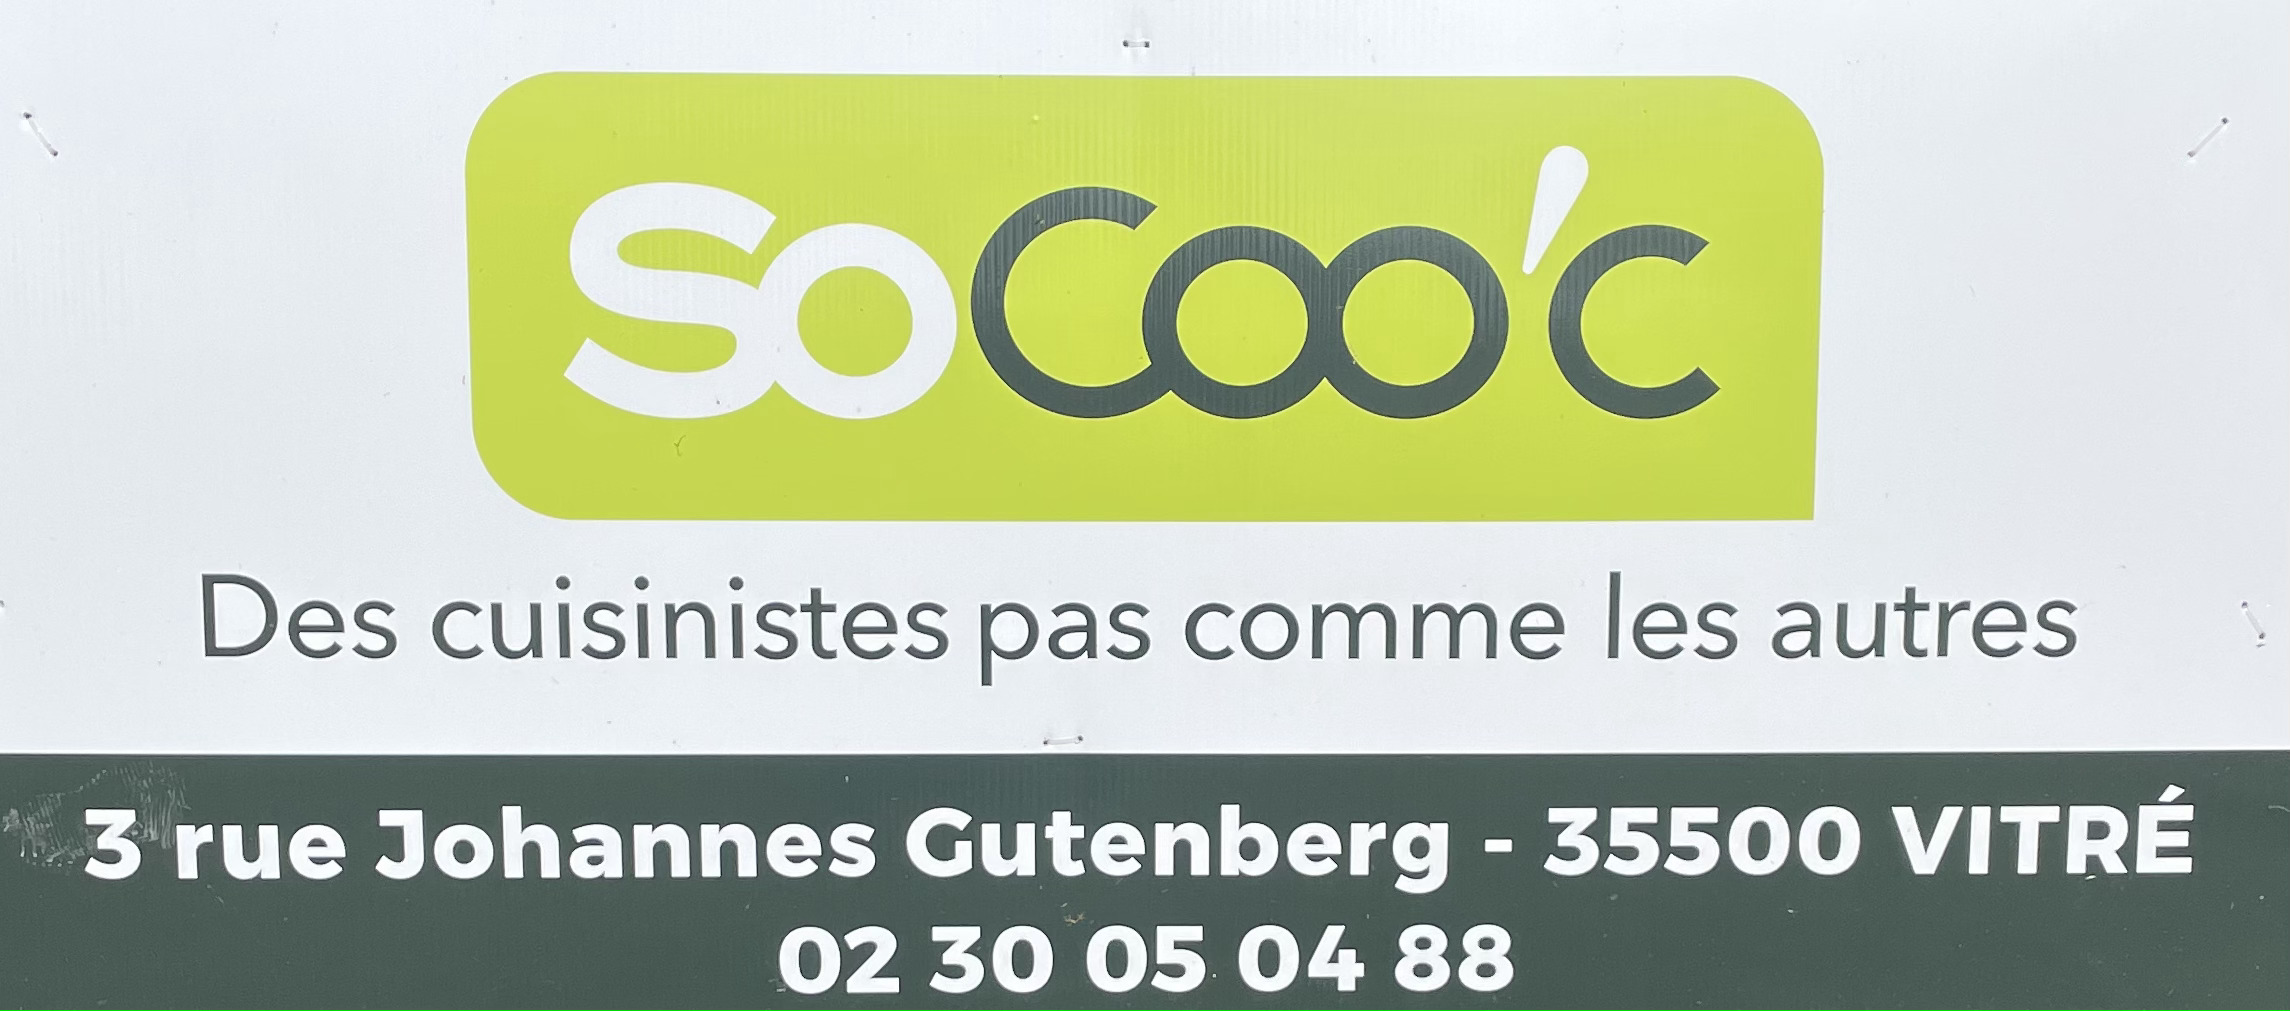 SoCoo'c
Des cuisinistes pas comme les autres
3 rue Johannes Gutenberg - 35500 VITRÉ
02 30 05 04 88